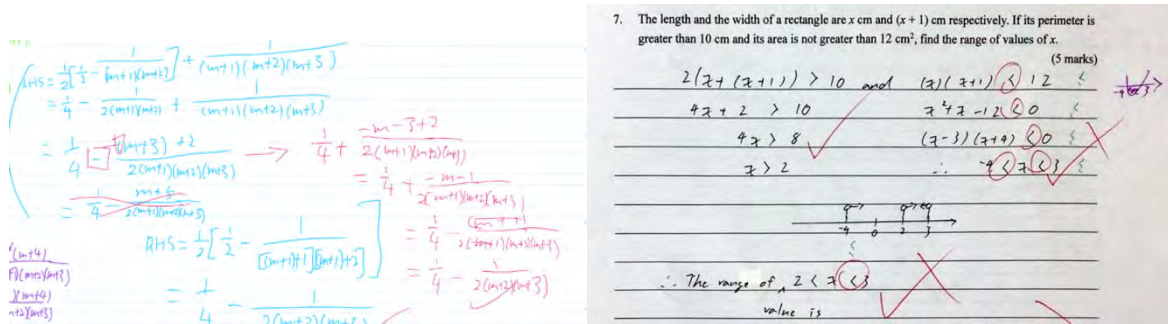 LHS = 1/2[1/2 - 1/((m+1)(m+2))] + 1/((m+1)(m+2)(m+3))
= 1/4 - 1/(2(m+1)(m+2)) + 1/((m+1)(m+2)(m+3))
= 1/4 - ((m+3)+2)/(2(m+1)(m+2)(m+3)) → 1/4 + (-m-3+2)/(2(m+1)(m+2)(m+3))
= 1/4 - (m+5)/(2(m+1)(m+2)(m+3))
= 1/4 + (-m-1)/(2(m+1)(m+2)(m+3))
RHS = 1/2[1/2 - 1/([(m+1)+1][(m+1)+2])]
= 1/4 - (m+1)/(2(m+1)(m+2)(m+3))
= 1/4 - 1/(2(m+2)(m+3))
= 1/4 - 1/(2(m+2)(m+3))
(m+4)
(m+2)(m+3)
(m+4)
m+2)(m+3)
7. The length and the width of a rectangle are x cm and (x + 1) cm respectively. If its perimeter is
greater than 10 cm and its area is not greater than 12 cm², find the range of values of x.
(5 marks)
2(x+(x+1)) > 10 and (x)(x+1) < 12 ≤
4x + 2 > 10 x²+x-12 < 0 ≤
4x > 8 (x-3)(x+4) < 0 ≤
x > 2 ∴ -4 < x < 3 ≤
-4 0 2 3
≤
∴ The range of 2 < x < 3
value is